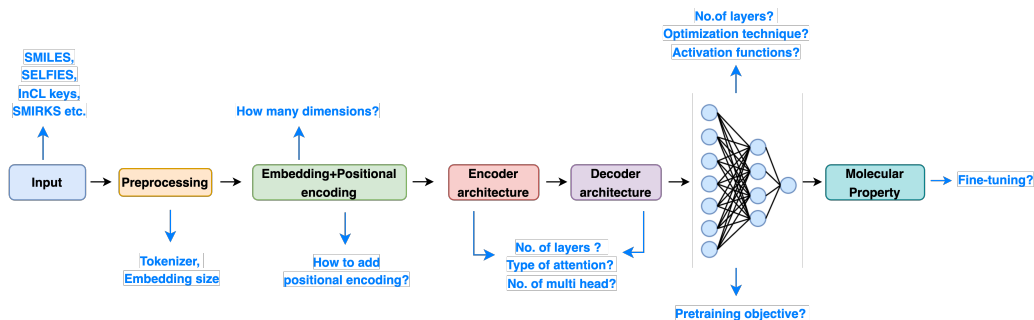 No.of layers?
Optimization technique?
Activation functions?
SMILES,
SELFIES,
InCL keys,
SMIRKS etc.
How many dimensions?
Input
Preprocessing
Embedding+Positional
encoding
Encoder
architecture
Decoder
architecture
Molecular
Property
Fine-tuning?
Tokenizer,
Embedding size
How to add
positional encoding?
No. of layers ?
Type of attention?
No. of multi head?
Pretraining objective?